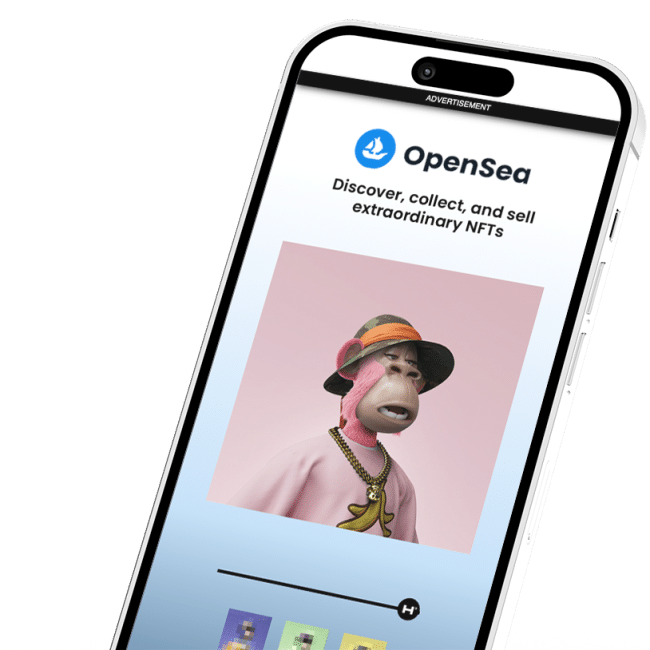 ADVERTISEMENT
OpenSea
Discover, collect, and sell
extraordinary NFTs
H